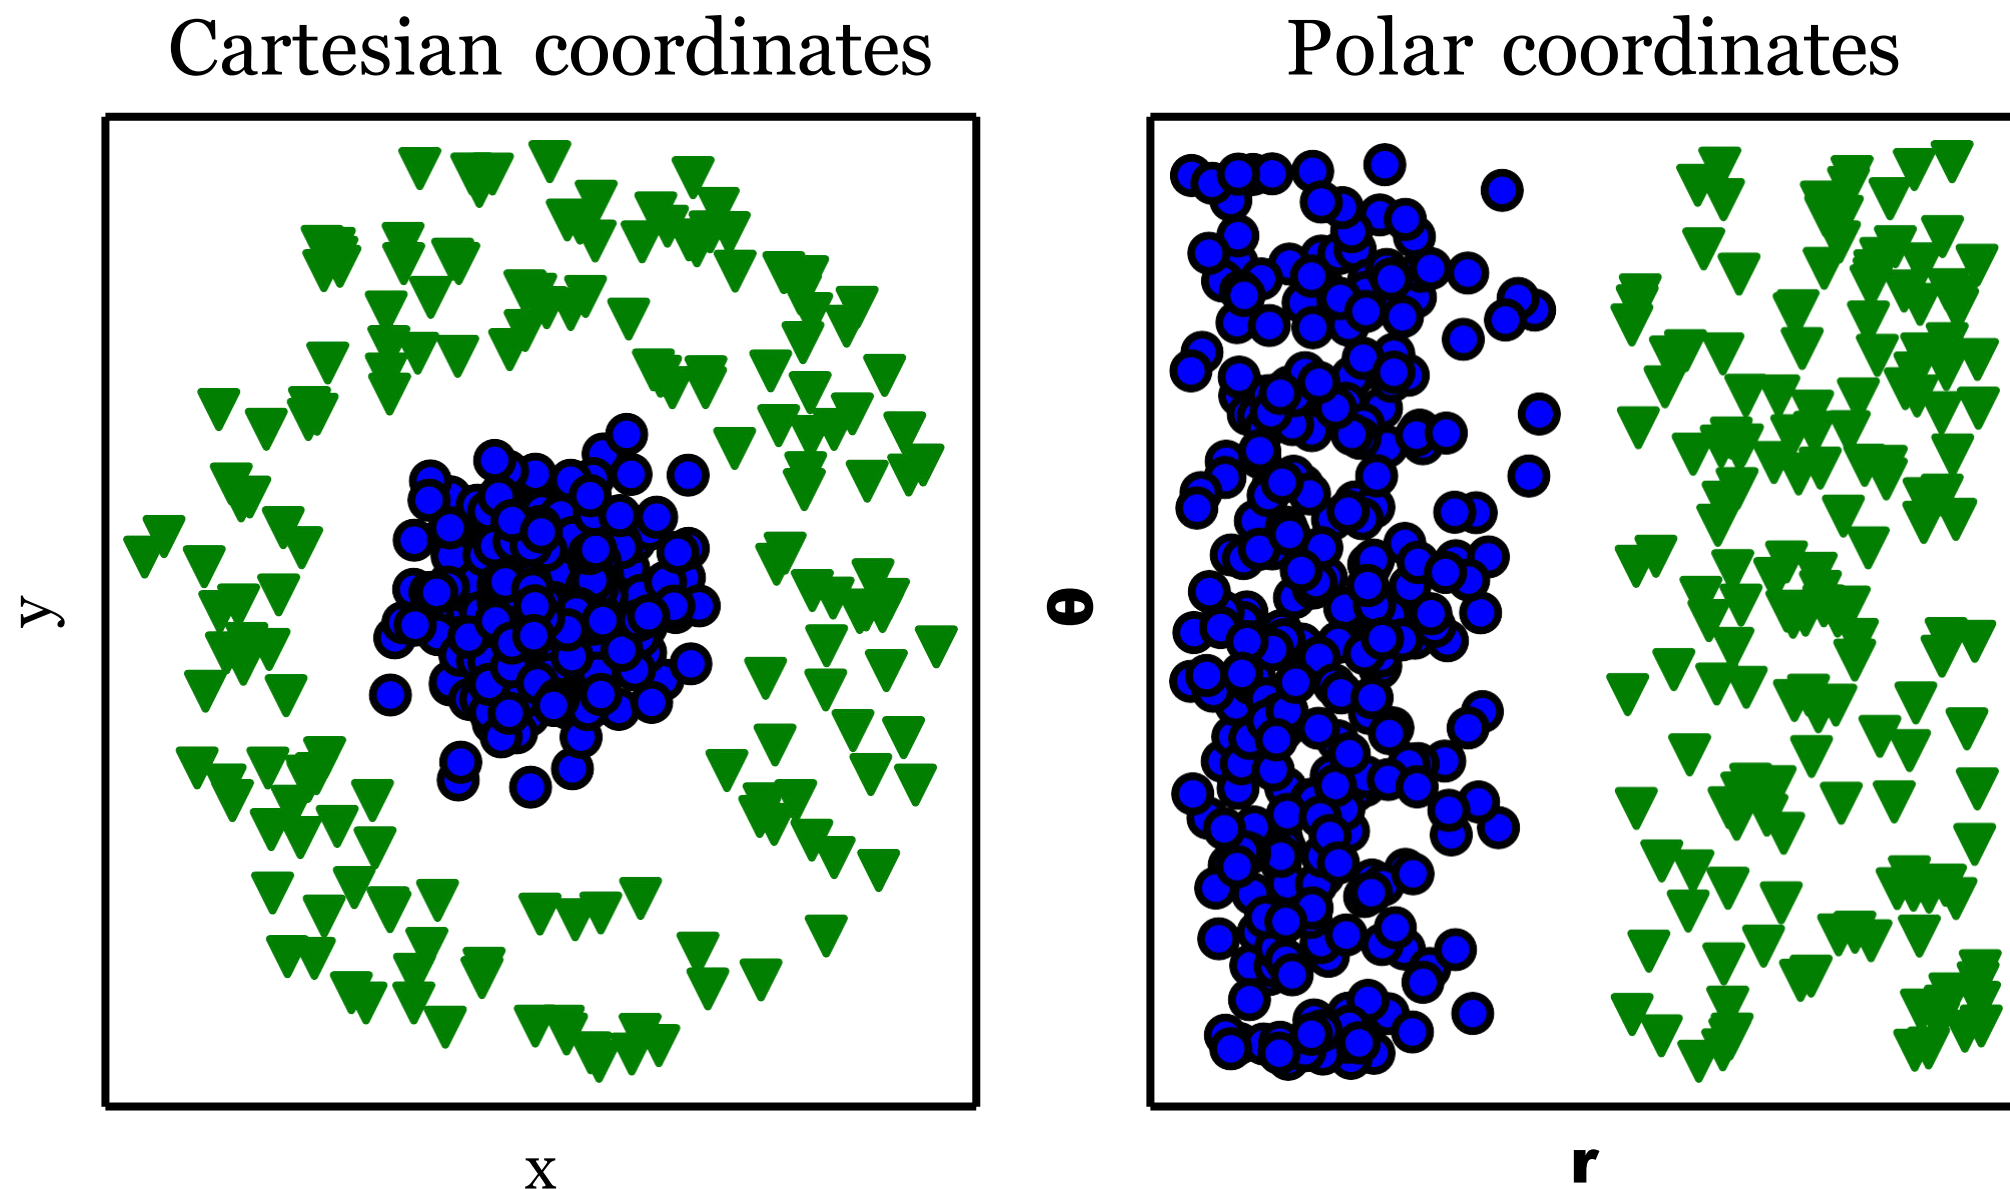 Cartesian coordinates
Polar coordinates
y
x
θ
r